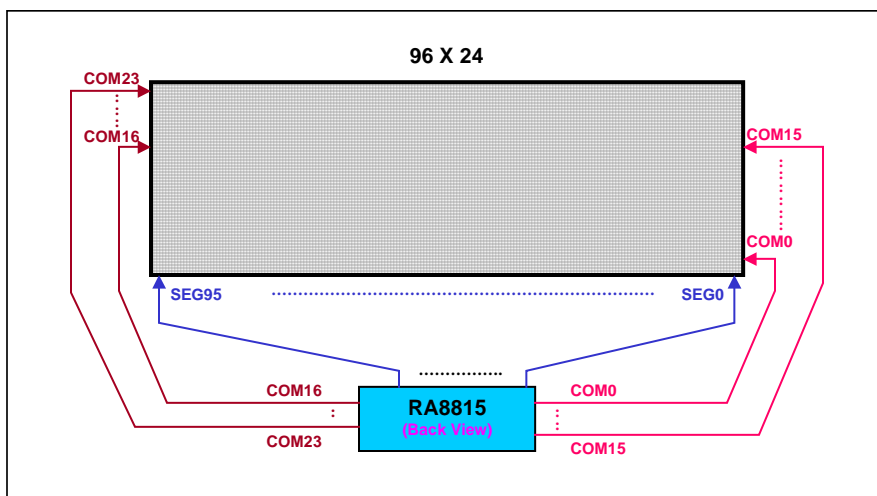 96 X 24
COM23
COM16
COM15
COM0
SEG95
SEG0
COM16
RA8815
COM0
(Back View)
COM23
COM15